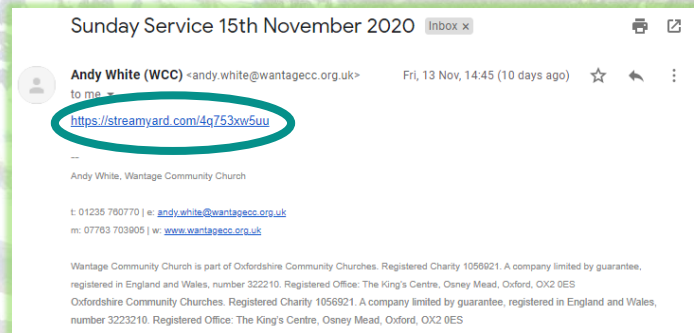 Sunday Service 15th November 2020 Inbox x
Andy White (WCC) <andy.white@wantagecc.org.uk> Fri, 13 Nov, 14:45 (10 days ago)
to me
https://streamyard.com/4q753xw5uu
--
Andy White, Wantage Community Church
t: 01235 760770 | e: andy.white@wantagecc.org.uk
m: 07763 703905 | w: www.wantagecc.org.uk
Wantage Community Church is part of Oxfordshire Community Churches. Registered Charity 1056921. A company limited by guarantee,
registered in England and Wales, number 322210. Registered Office: The King's Centre, Osney Mead, Oxford, OX2 0ES
Oxfordshire Community Churches. Registered Charity 1056921. A company limited by guarantee, registered in England and Wales,
number 3223210. Registered Office: The King's Centre, Osney Mead, Oxford, OX2 0ES